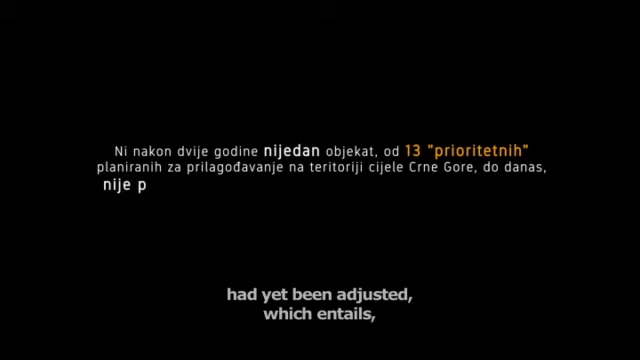 Ni nakon dvije godine nijedan objekat, od 13 "prioritetnih"
planiranih za prilagođavanje na teritoriji cijele Crne Gore, do danas,
nije p
had yet been adjusted,
which entails,